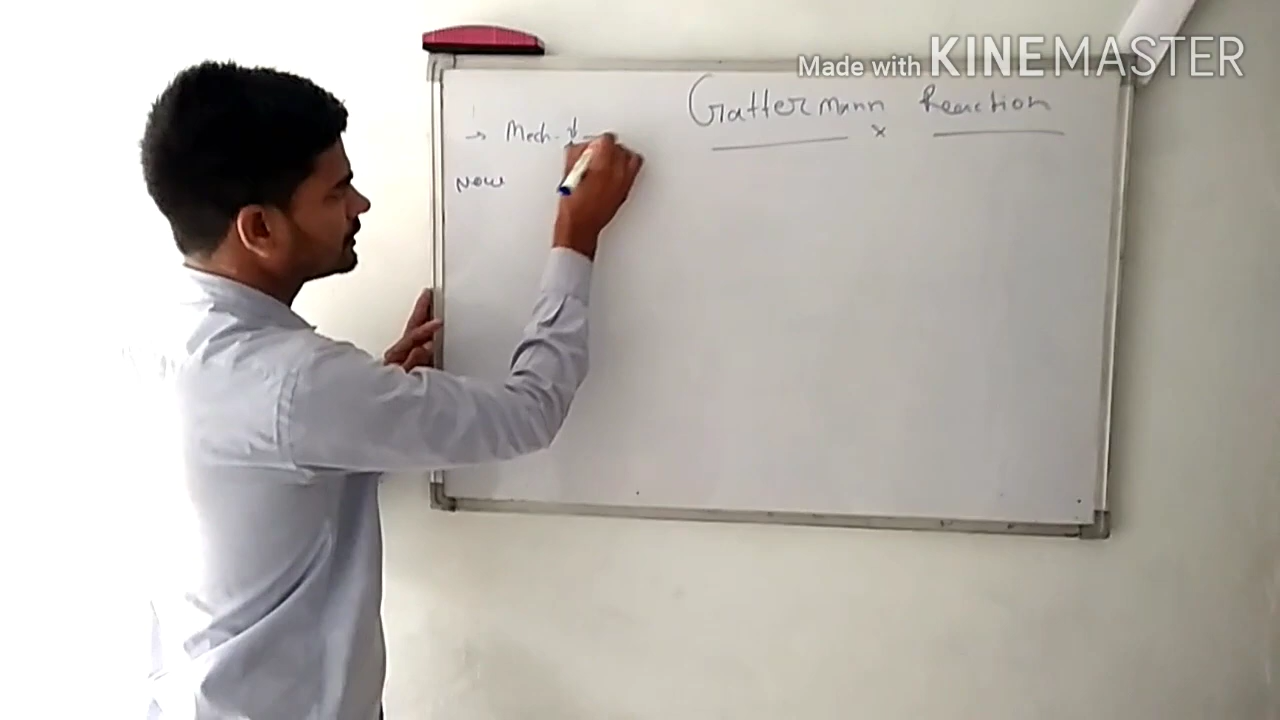 Made with KINEMASTER
Gattermann Reaction
x
→ Mech-
Now